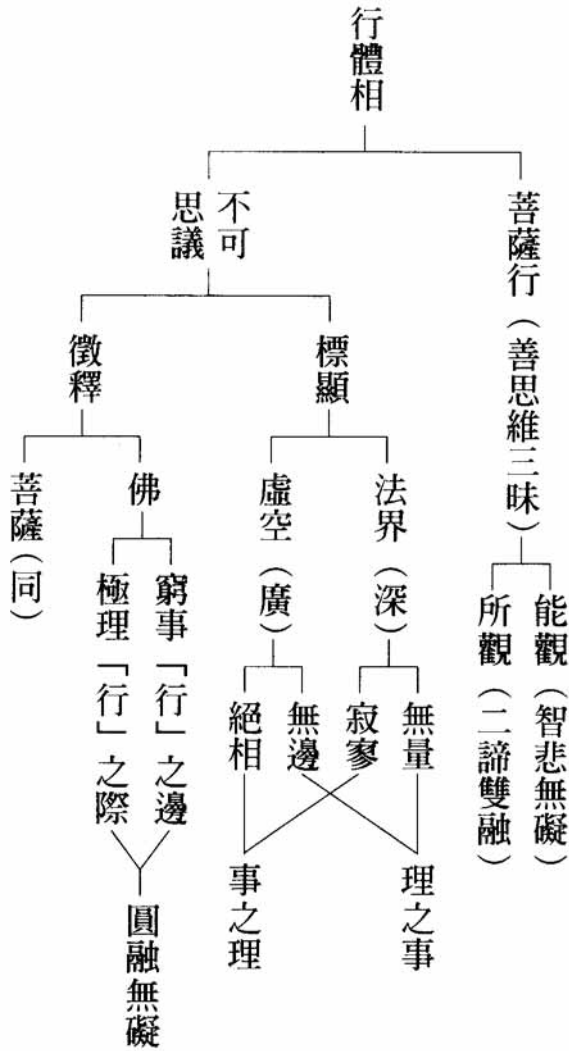 行體相
菩薩行（善思維三昧）
能觀（智悲無礙）
所觀（二諦雙融）
不可
思議
標顯
法界（深）
無量
寂寥
虛空（廣）
無邊
絕相
理之事
事之理
徵釋
佛
窮事「行」之邊
極理「行」之際
圓融無礙
菩薩（同）